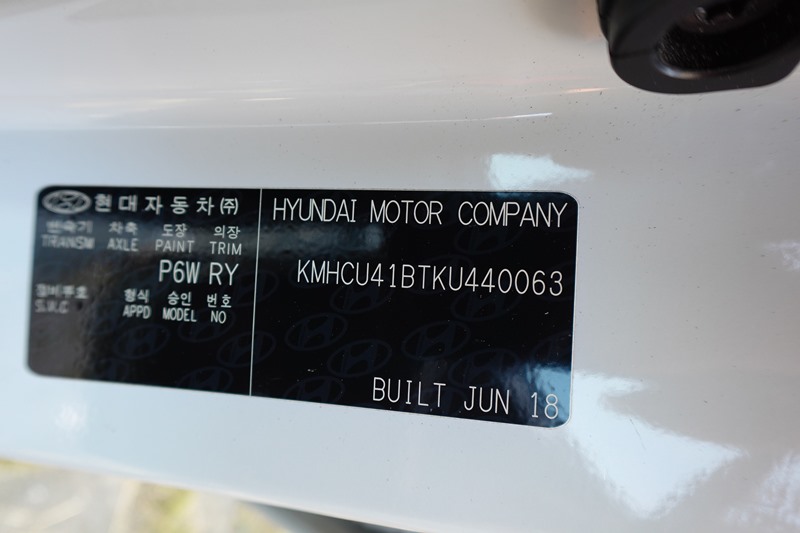 현대자동차(주)
변속기 차축 도장 의장
TRANSM AXLE PAINT TRIM
P6W RY
정비부호 형식 승인 번호
S.V.C APPD MODEL NO
HYUNDAI MOTOR COMPANY
KMHCU41BTKU440063
BUILT JUN 18